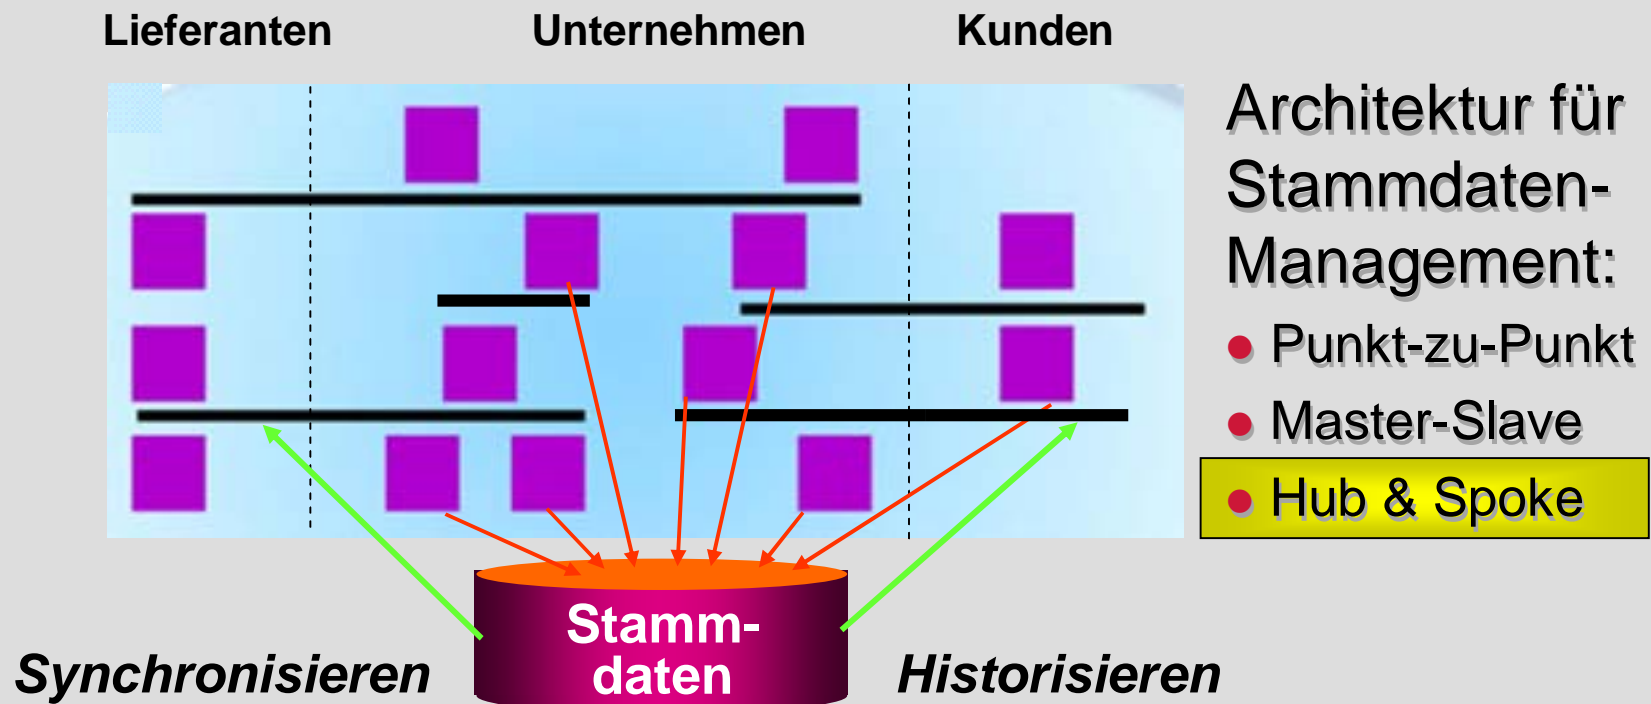 Lieferanten
Unternehmen
Kunden
Architektur für
Stammdaten-
Management:
Punkt-zu-Punkt
Master-Slave
Hub & Spoke
Stamm-
daten
Synchronisieren
Historisieren